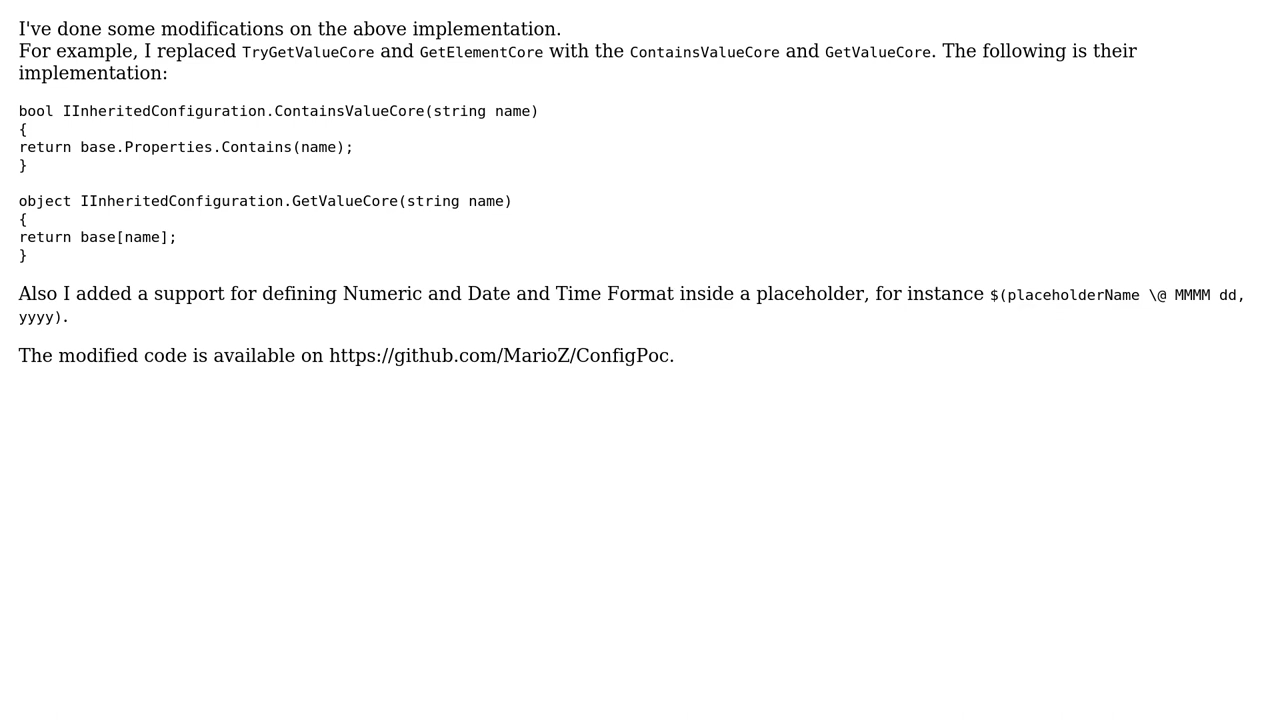 I've done some modifications on the above implementation.
For example, I replaced TryGetValueCore and GetElementCore with the ContainsValueCore and GetValueCore. The following is their
implementation:
bool IInheritedConfiguration.ContainsValueCore(string name)
{
return base.Properties.Contains(name);
}
object IInheritedConfiguration.GetValueCore(string name)
{
return base[name];
}
Also I added a support for defining Numeric and Date and Time Format inside a placeholder, for instance $(placeholderName \@ MMMM dd,
yyyy).
The modified code is available on https://github.com/MarioZ/ConfigPoc.